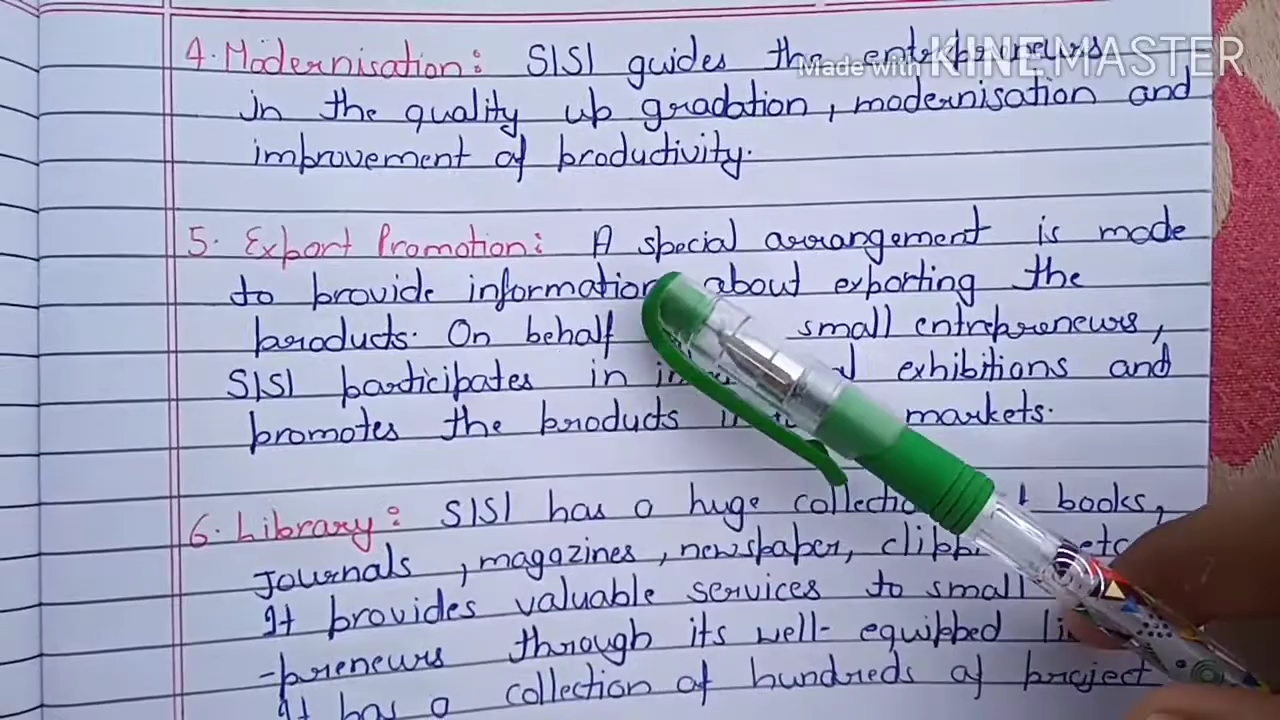 Made with KINEMASTER
4. Modernisation: SISI guides the entrepreneurs
in the quality up gradation, modernisation and
improvement of productivity.
5. Export Promotion: A special arrangement is made
to provide information about exporting the
products. On behalf small entrepreneurs,
SISI participates in exhibitions and
promotes the products markets.
6. Library: SISI has a huge books,
Journals, magazines, newspaper, etc
It provides valuable services to small
-preneurs through its well-equipped
It has a collection of hundreds of project